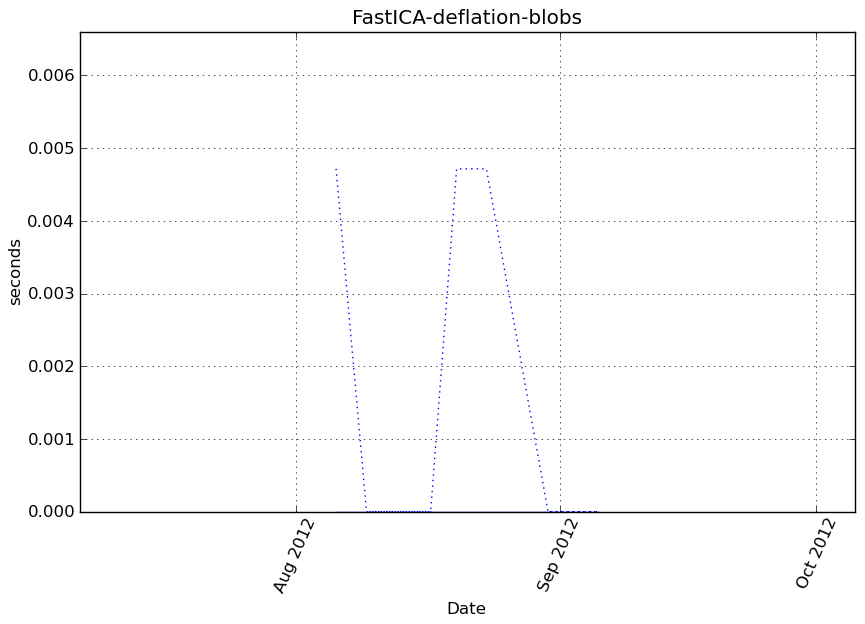 FastICA-deflation-blobs
0.006
0.005
0.004
0.003
0.002
0.001
0.000
seconds
Aug 2012
Sep 2012
Oct 2012
Date